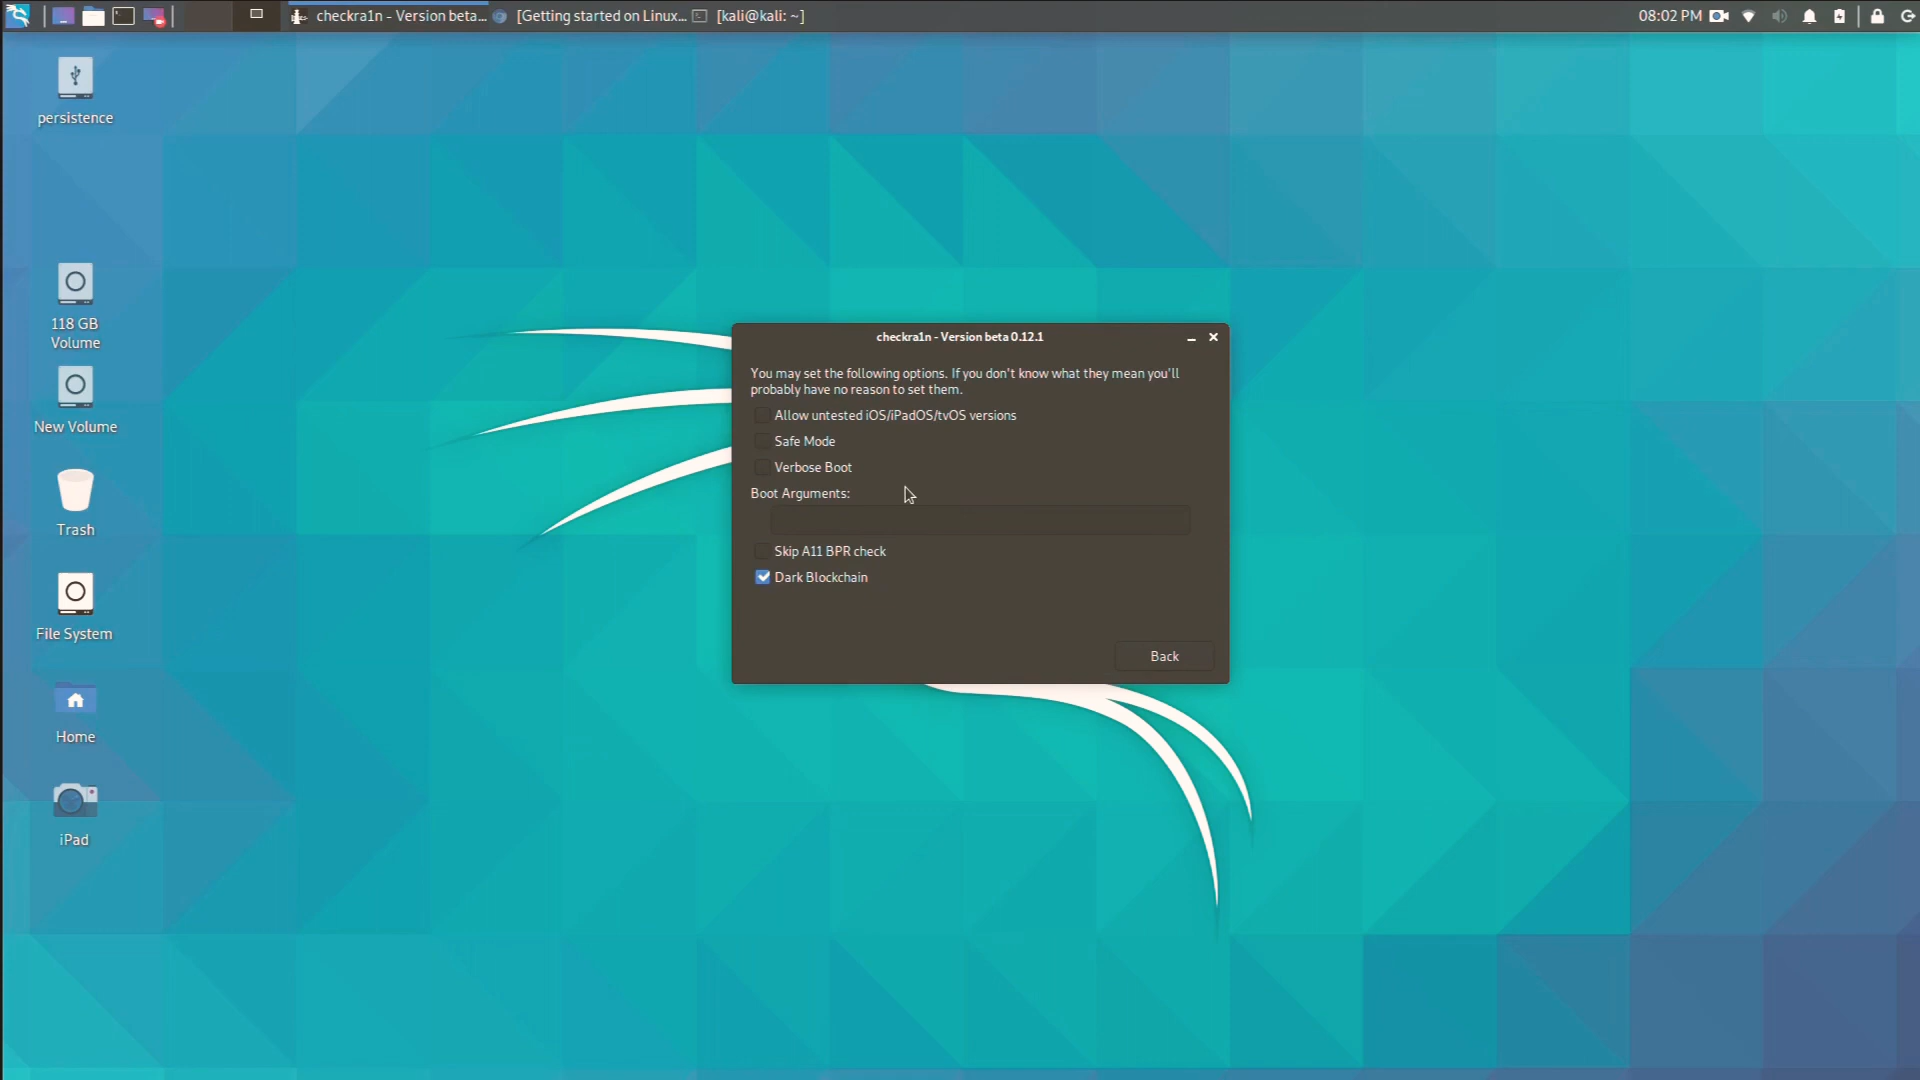 checkra1n - Version beta...
[Getting started on Linux...
[kali@kali: ~]
08:02 PM
persistence
118 GB
Volume
New Volume
Trash
File System
Home
iPad
checkra1n - Version beta 0.12.1
You may set the following options. If you don't know what they mean you'll
probably have no reason to set them.
Allow untested iOS/iPadOS/tvOS versions
Safe Mode
Verbose Boot
Boot Arguments:
Skip A11 BPR check
Dark Blockchain
Back